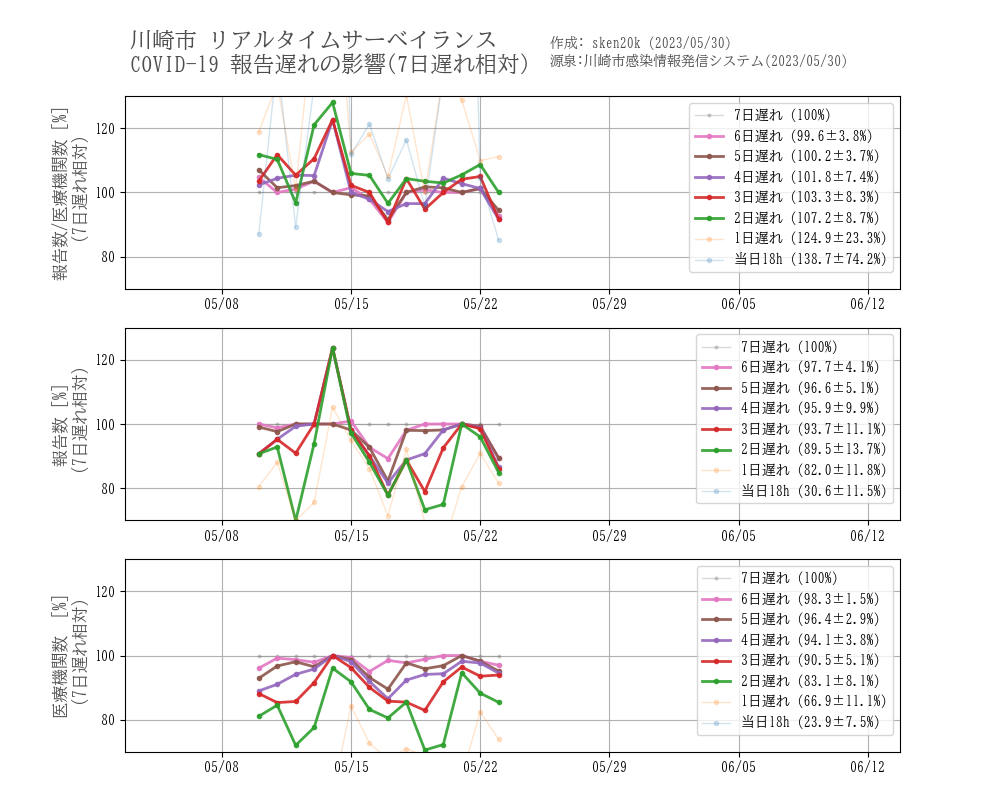 川崎市 リアルタイムサーベイランス
COVID-19 報告遅れの影響(7日遅れ相対)
作成: sken20k (2023/05/30)
源泉:川崎市感染情報発信システム(2023/05/30)
報告数/医療機関数 [%]
(7日遅れ相対)
120
100
80
7日遅れ (100%)
6日遅れ (99.6±3.8%)
5日遅れ (100.2±3.7%)
4日遅れ (101.8±7.4%)
3日遅れ (103.3±8.3%)
2日遅れ (107.2±8.7%)
1日遅れ (124.9±23.3%)
当日18h (138.7±74.2%)
05/08 05/15 05/22 05/29 06/05 06/12
報告数 [%]
(7日遅れ相対)
120
100
80
7日遅れ (100%)
6日遅れ (97.7±4.1%)
5日遅れ (96.6±5.1%)
4日遅れ (95.9±9.9%)
3日遅れ (93.7±11.1%)
2日遅れ (89.5±13.7%)
1日遅れ (82.0±11.8%)
当日18h (30.6±11.5%)
05/08 05/15 05/22 05/29 06/05 06/12
医療機関数 [%]
(7日遅れ相対)
120
100
80
7日遅れ (100%)
6日遅れ (98.3±1.5%)
5日遅れ (96.4±2.9%)
4日遅れ (94.1±3.8%)
3日遅れ (90.5±5.1%)
2日遅れ (83.1±8.1%)
1日遅れ (66.9±11.1%)
当日18h (23.9±7.5%)
05/08 05/15 05/22 05/29 06/05 06/12